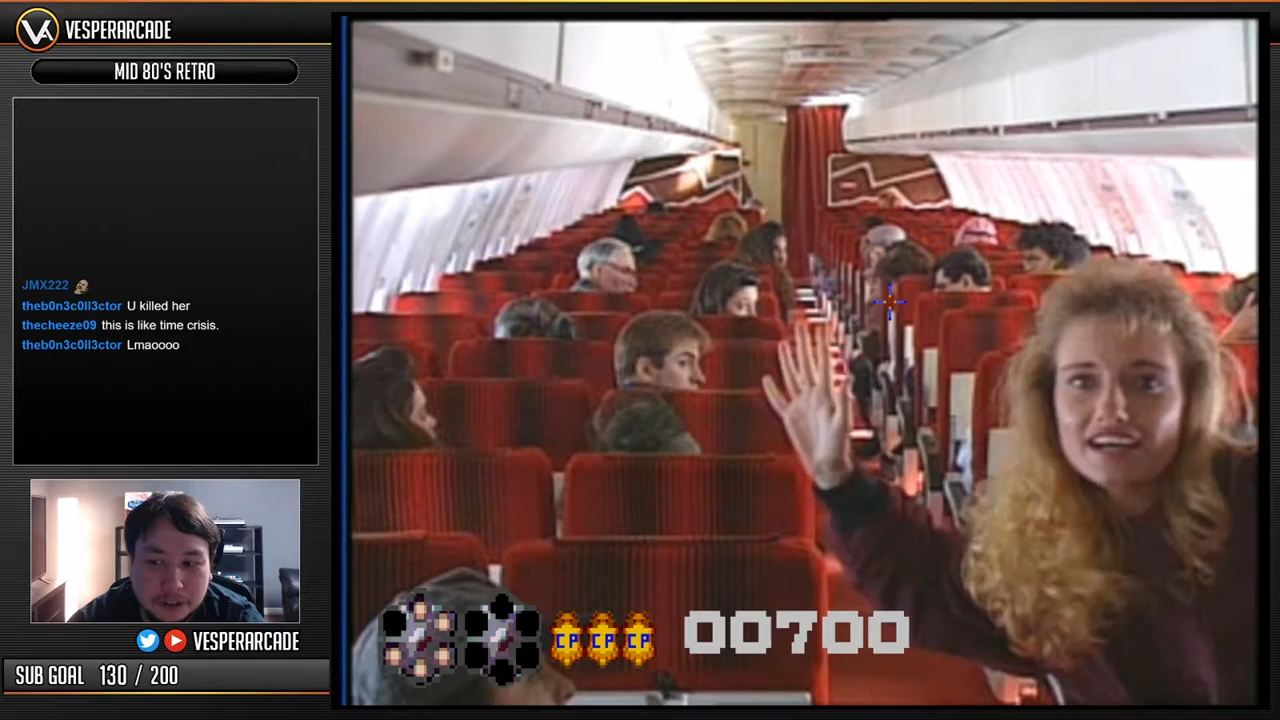 VESPERARCADE
MID 80'S RETRO
JMX222
theb0n3c0ll3ctor U killed her
thecheeze09 this is like time crisis.
theb0n3c0ll3ctor Lmaoooo
VESPERARCADE
SUB GOAL 130 / 200
CP CP CP 00700